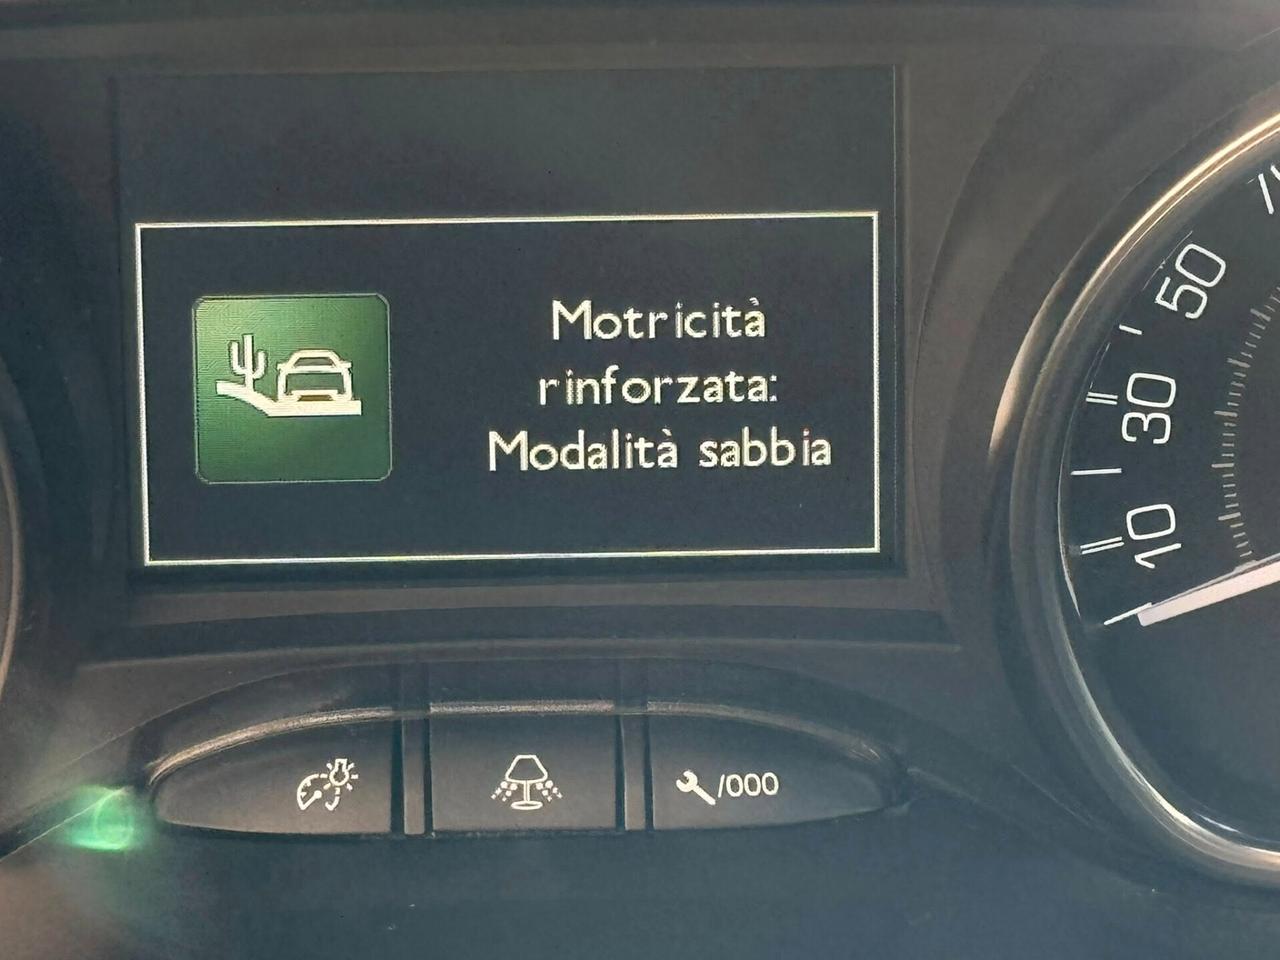 Motricità
rinforzata:
Modalità sabbia
50
30
10
/000